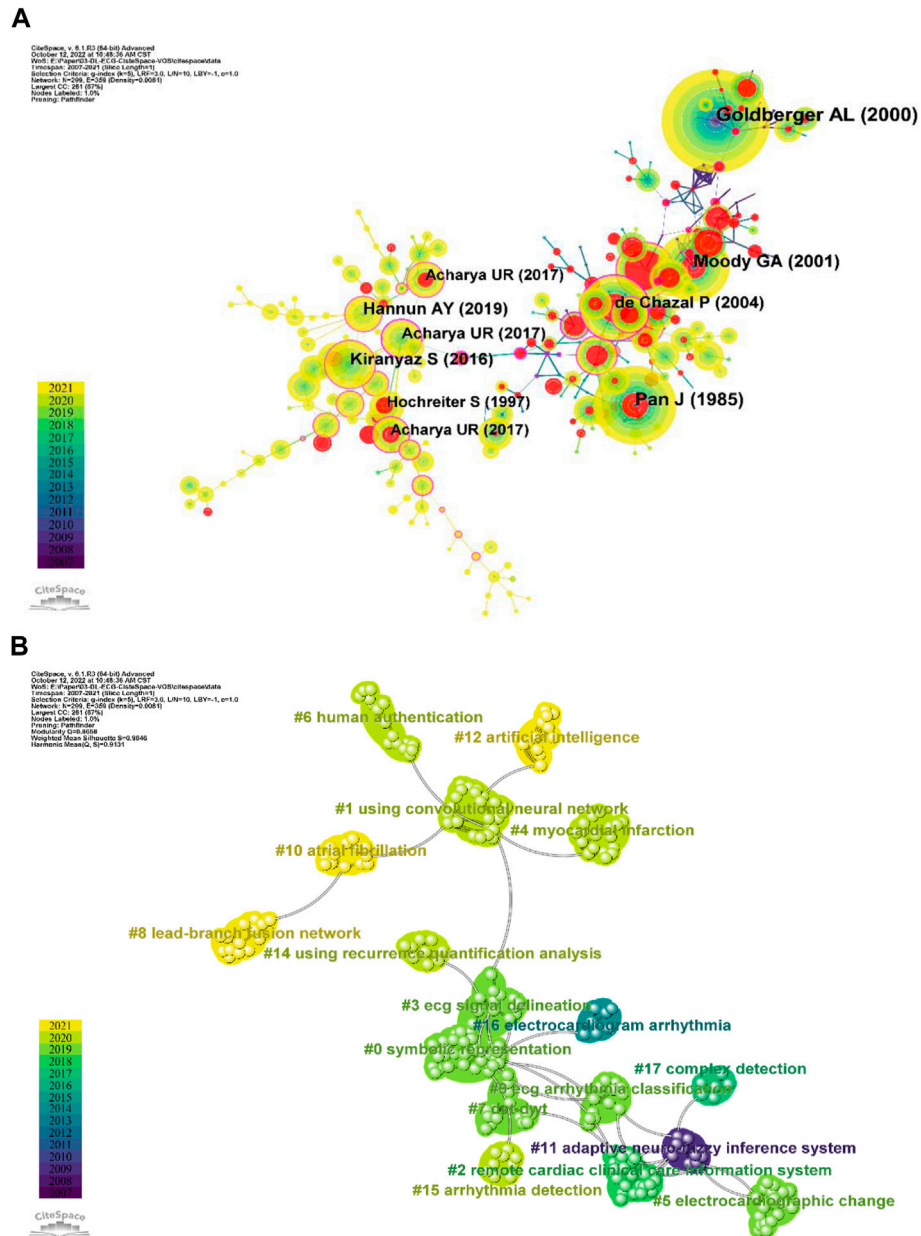 A
CiteSpace, v. 6.1.R3 (64-bit) Advanced
October 12, 2022 at 10:48:36 AM CST
WoS: E:\Paper\03-DL-ECG-CiteSpace-VOS\citespace\data
Timespan: 2007-2021 (Slice Length=1)
Selection Criteria: g-index (k=5), LRF=3.0, L/N=10, LBY=-1, e=1.0
Network: N=299, E=359 (Density=0.0081)
Largest CC: 261 (87%)
Nodes Labeled: 1.0%
Pruning: Pathfinder
Goldberger AL (2000)
Moody GA (2001)
Acharya UR (2017)
de Chazal P (2004)
Hannun AY (2019)
Acharya UR (2017)
Kiranyaz S (2016)
Pan J (1985)
Hochreiter S (1997)
Acharya UR (2017)
2021
2020
2019
2018
2017
2016
2015
2014
2013
2012
2011
2010
2009
2008
2007
CiteSpace
B
CiteSpace, v. 6.1.R3 (64-bit) Advanced
October 12, 2022 at 10:48:36 AM CST
WoS: E:\Paper\03-DL-ECG-CiteSpace-VOS\citespace\data
Timespan: 2007-2021 (Slice Length=1)
Selection Criteria: g-index (k=5), LRF=3.0, L/N=10, LBY=-1, e=1.0
Network: N=299, E=359 (Density=0.0081)
Largest CC: 261 (87%)
Nodes Labeled: 1.0%
Pruning: Pathfinder
Modularity Q=0.8658
Weighted Mean Silhouette S=0.9646
Harmonic Mean(Q, S)=0.9131
#6 human authentication
#12 artificial intelligence
#1 using convolutional neural network
#4 myocardial infarction
#10 atrial fibrillation
#8 lead-branch fusion network
#14 using recurrence quantification analysis
#3 ecg signal delineation
#16 electrocardiogram arrhythmia
#0 symbolic representation
#17 complex detection
#9 ecg arrhythmia classification
#7 dwt
#11 adaptive neuro-fuzzy inference system
#2 remote cardiac clinical care information system
#15 arrhythmia detection
#5 electrocardiographic change
2021
2020
2019
2018
2017
2016
2015
2014
2013
2012
2011
2010
2009
2008
2007
CiteSpace